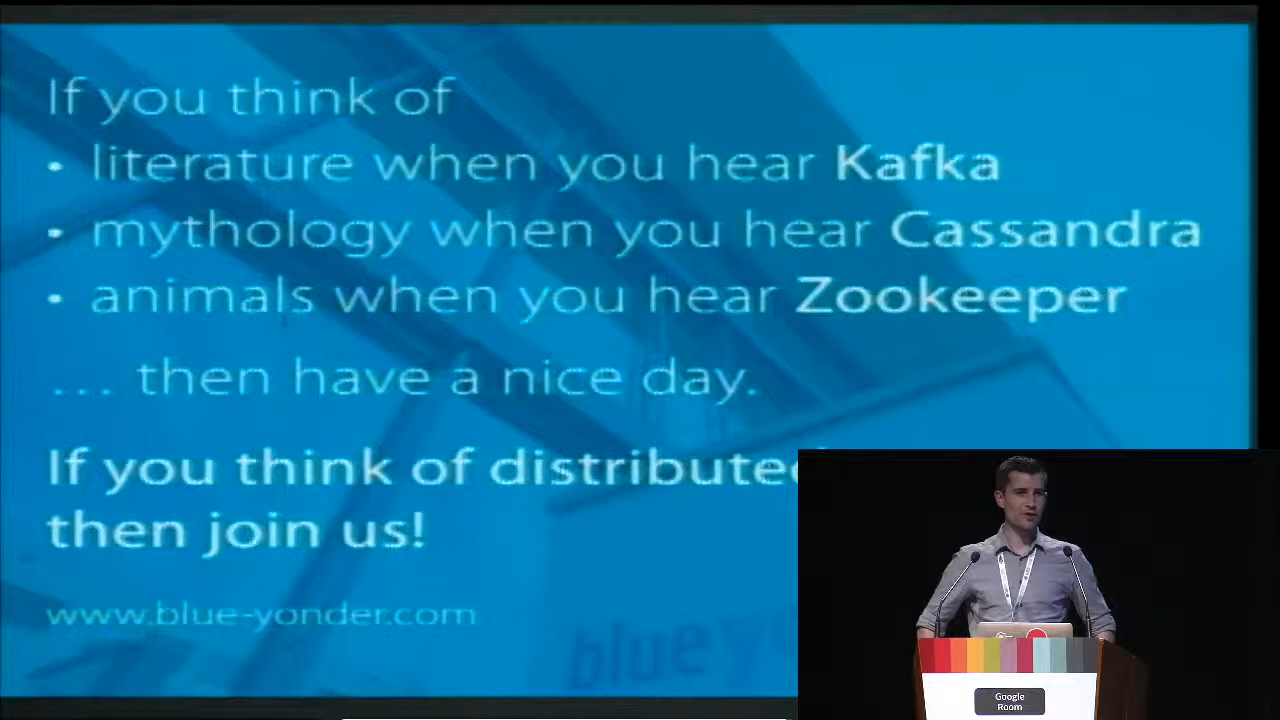 If you think of
• literature when you hear Kafka
• mythology when you hear Cassandra
• animals when you hear Zookeeper
... then have a nice day.
If you think of distributed
then join us!
www.blue-yonder.com
blue y
Google
Room